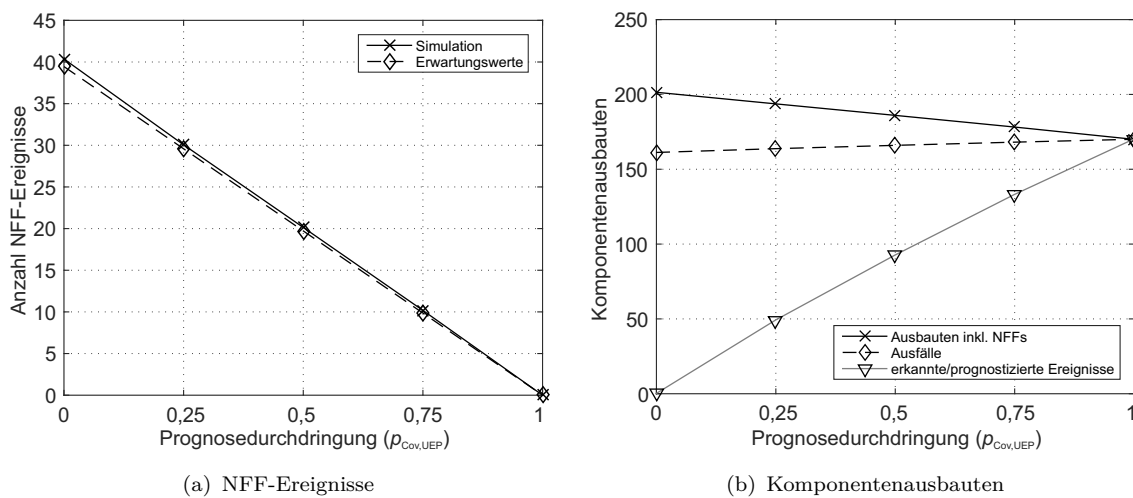 45
40
35
30
25
20
15
10
5
0
Anzahl NFF-Ereignisse
Simulation
Erwartungswerte
0 0,25 0,5 0,75 1
Prognosedurchdringung (pCov,UEP)
(a) NFF-Ereignisse
250
200
150
100
50
0
Komponentenausbauten
Ausbauten inkl. NFFs
Ausfälle
erkannte/prognostizierte Ereignisse
0 0,25 0,5 0,75 1
Prognosedurchdringung (pCov,UEP)
(b) Komponentenausbauten